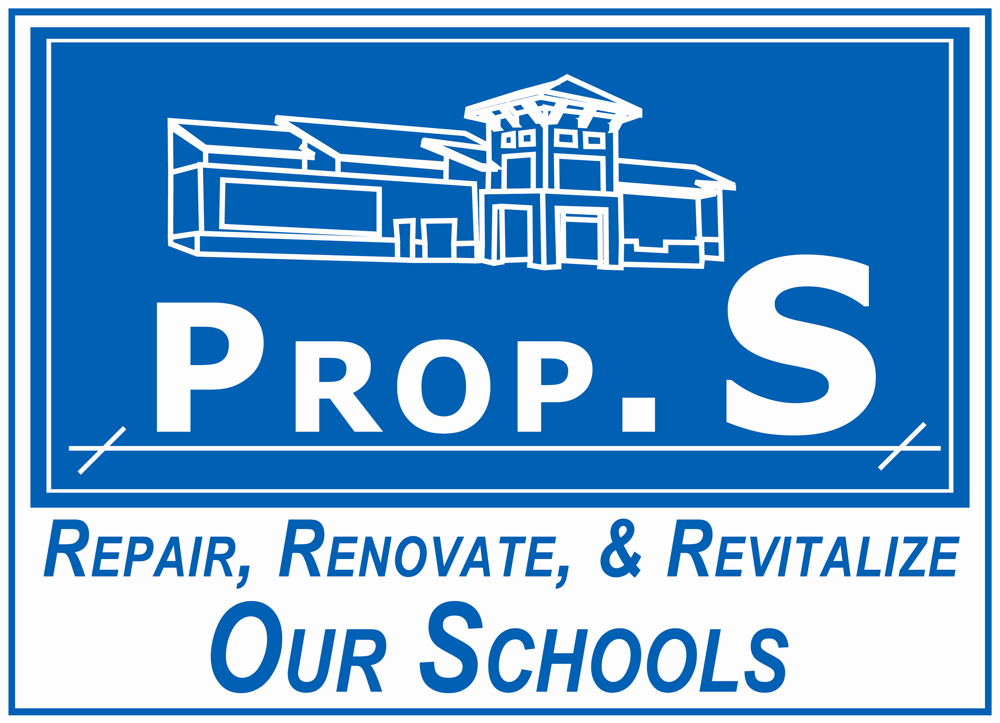 PROP. S
REPAIR, RENOVATE, & REVITALIZE
OUR SCHOOLS